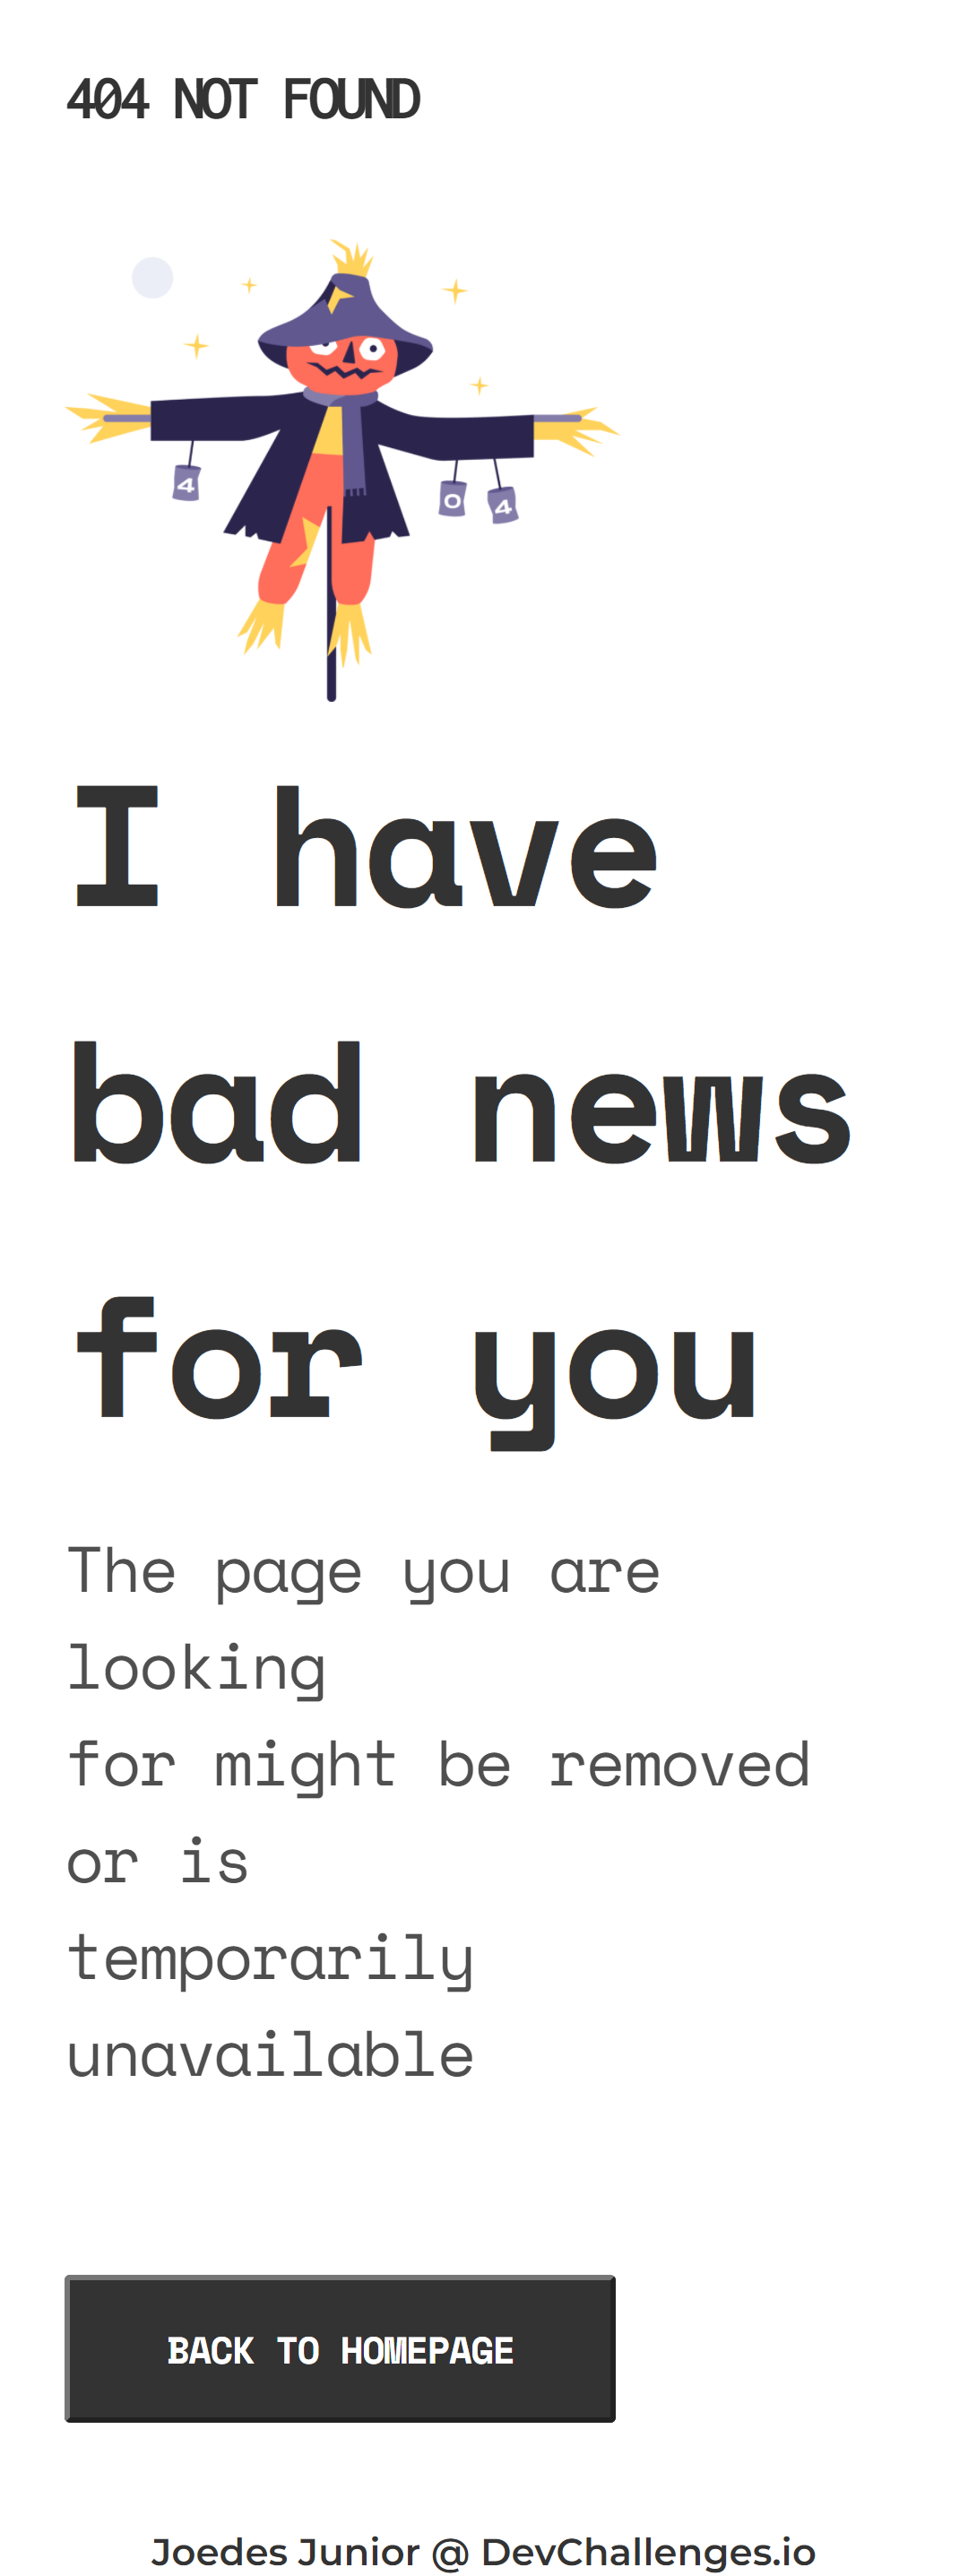 404 NOT FOUND
4 0 4
I have
bad news
for you
The page you are
looking
for might be removed
or is
temporarily
unavailable
BACK TO HOMEPAGE
Joedes Junior @ DevChallenges.io